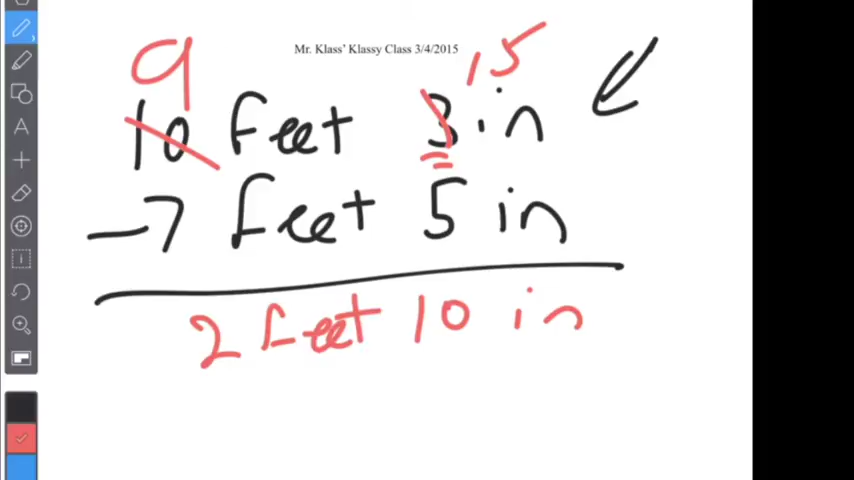 Mr. Klass' Klassy Class 3/4/2015
9 15
10 feet 3 in
-7 feet 5 in
2 feet 10 in